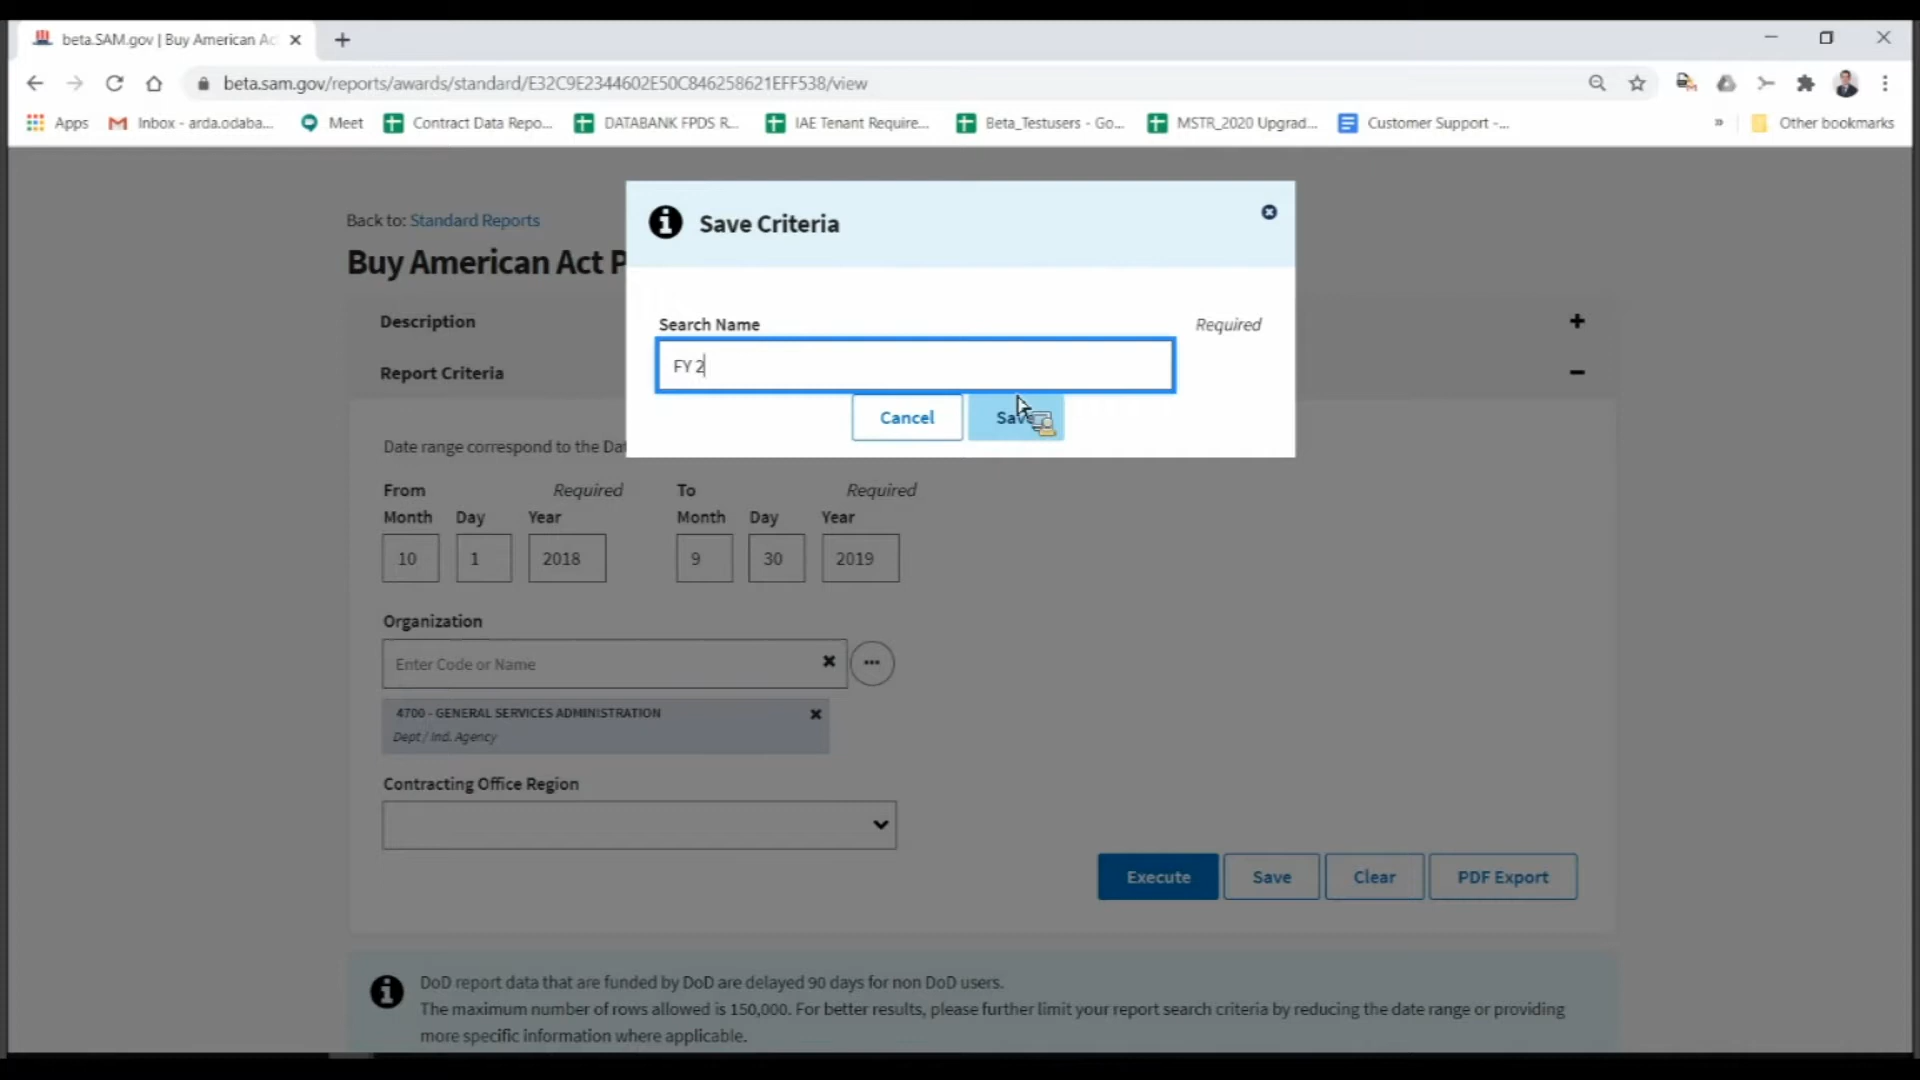 beta.SAM.gov | Buy American Ac
beta.sam.gov/reports/awards/standard/E32C9E2344602E50C846258621EFF538/view
Apps Inbox - arda.odaba... Meet Contract Data Repo... DATABANK FPDS R... IAE Tenant Require... Beta_Testusers - Go... MSTR_2020 Upgrad... Customer Support -... » Other bookmarks
Back to: Standard Reports
Buy American Act P
Save Criteria
Search Name Required
FY 2
Cancel Save
Description
Report Criteria
Date range correspond to the Dat
From Required To Required
Month Day Year Month Day Year
10 1 2018 9 30 2019
Organization
Enter Code or Name
4700 - GENERAL SERVICES ADMINISTRATION
Dept / Ind. Agency
Contracting Office Region
Execute Save Clear PDF Export
DoD report data that are funded by DoD are delayed 90 days for non DoD users.
The maximum number of rows allowed is 150,000. For better results, please further limit your report search criteria by reducing the date range or providing
more specific information where applicable.